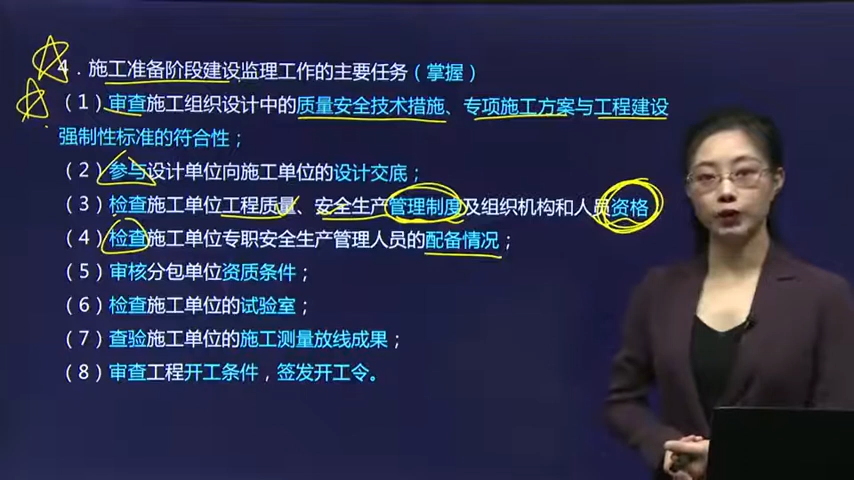 4．施工准备阶段建设监理工作的主要任务（掌握）
（1）审查施工组织设计中的质量安全技术措施、专项施工方案与工程建设
强制性标准的符合性；
（2）参与设计单位向施工单位的设计交底；
（3）检查施工单位工程质量、安全生产管理制度及组织机构和人员资格；
（4）检查施工单位专职安全生产管理人员的配备情况；
（5）审核分包单位资质条件；
（6）检查施工单位的试验室；
（7）查验施工单位的施工测量放线成果；
（8）审查工程开工条件，签发开工令。